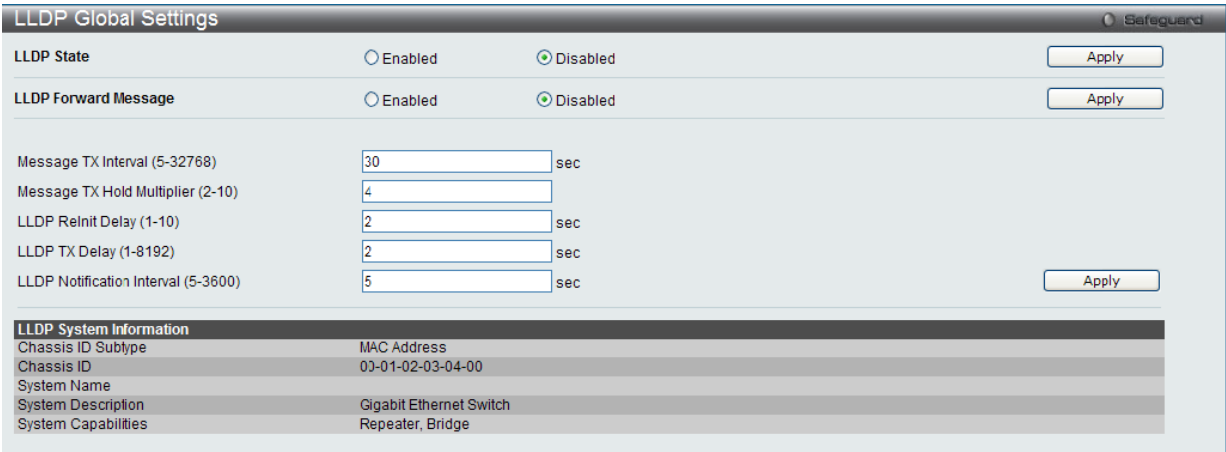 LLDP Global Settings Safeguard
LLDP State Enabled Disabled Apply
LLDP Forward Message Enabled Disabled Apply
Message TX Interval (5-32768) 30 sec
Message TX Hold Multiplier (2-10) 4
LLDP ReInit Delay (1-10) 2 sec
LLDP TX Delay (1-8192) 2 sec
LLDP Notification Interval (5-3600) 5 sec Apply
LLDP System Information
Chassis ID Subtype MAC Address
Chassis ID 00-01-02-03-04-00
System Name
System Description Gigabit Ethernet Switch
System Capabilities Repeater, Bridge